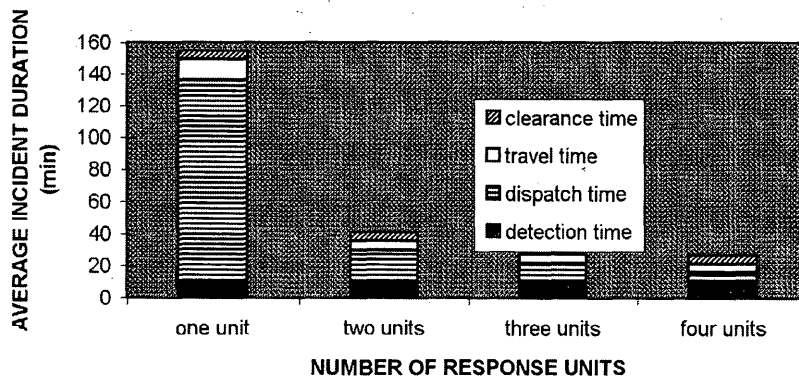 AVERAGE INCIDENT DURATION
(min)
160
140
120
100
80
60
40
20
0
clearance time
travel time
dispatch time
detection time
one unit two units three units four units
NUMBER OF RESPONSE UNITS